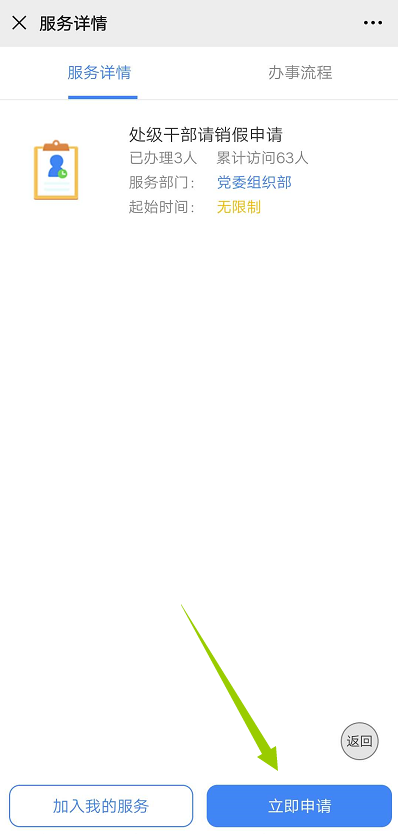 服务详情
服务详情 办事流程
处级干部请销假申请
已办理3人 累计访问63人
服务部门： 党委组织部
起始时间： 无限制
返回
加入我的服务 立即申请